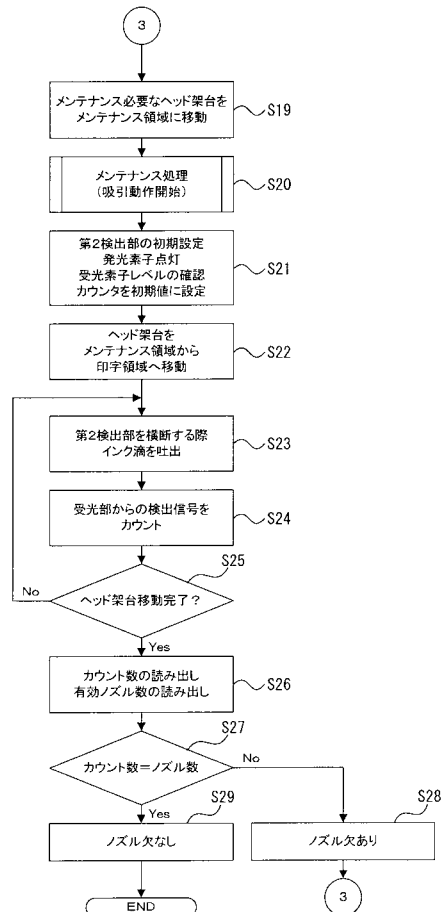 3
メンテナンス必要なヘッド架台を
メンテナンス領域に移動
S19
メンテナンス処理
(吸引動作開始)
S20
第2検出部の初期設定
発光素子点灯
受光素子レベルの確認
カウンタを初期値に設定
S21
ヘッド架台を
メンテナンス領域から
印字領域へ移動
S22
第2検出部を横断する際
インク滴を吐出
S23
受光部からの検出信号を
カウント
S24
S25
ヘッド架台移動完了?
No
Yes
カウント数の読み出し
有効ノズル数の読み出し
S26
S27
カウント数=ノズル数
No
Yes
S29
ノズル欠なし
S28
ノズル欠あり
END
3